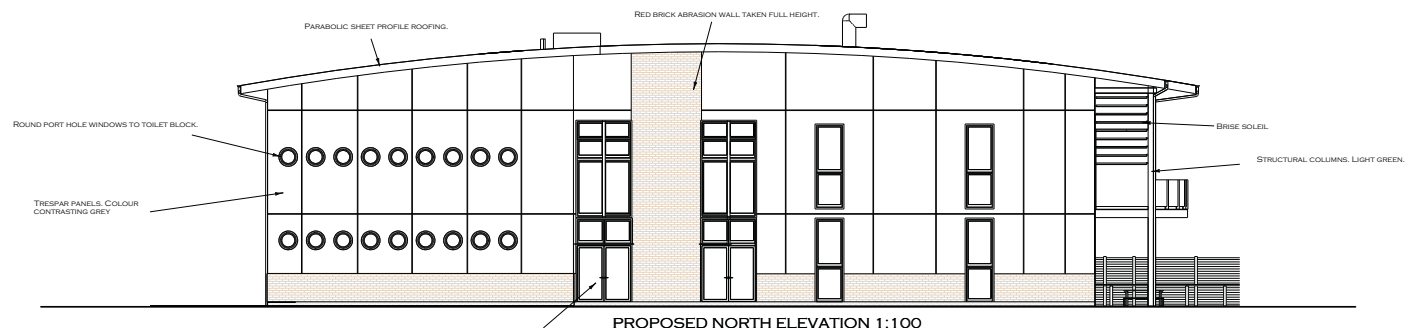 RED BRICK ABRASION WALL TAKEN FULL HEIGHT.
PARABOLIC SHEET PROFILE ROOFING.
ROUND PORT HOLE WINDOWS TO TOILET BLOCK.
BRISE SOLEIL
STRUCTURAL COLUMNS. LIGHT GREEN.
TRESPAR PANELS. COLOUR
CONTRASTING GREY
PROPOSED NORTH ELEVATION 1:100